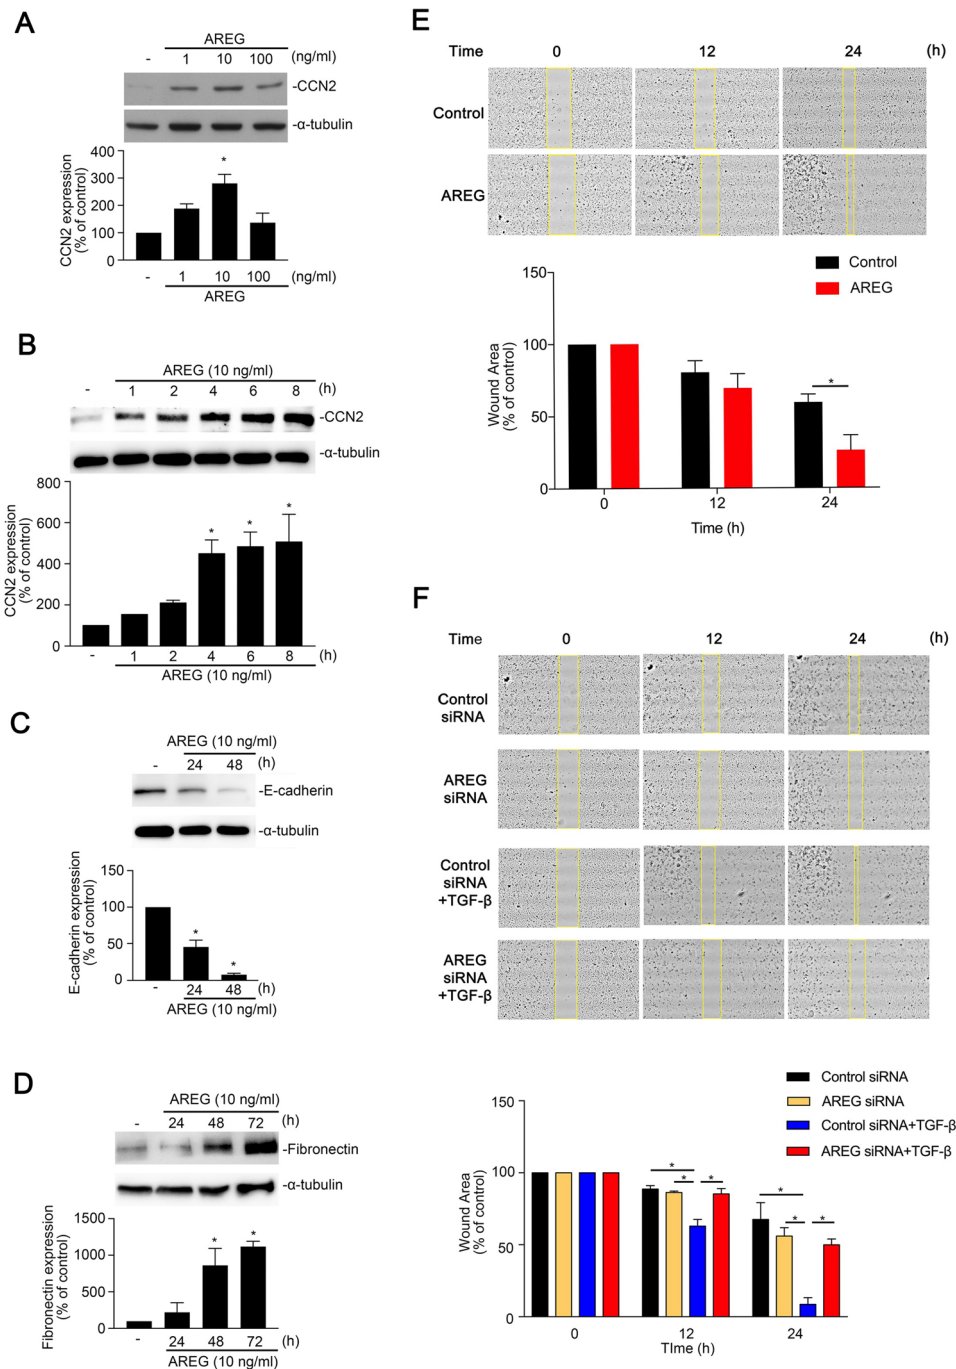 A
AREG
- 1 10 100 (ng/ml)
-CCN2
-α-tubulin
CCN2 expression
(% of control)
400
300
200
100
0
- 1 10 100 (ng/ml)
AREG
B
AREG (10 ng/ml)
- 1 2 4 6 8 (h)
-CCN2
-α-tubulin
CCN2 expression
(% of control)
800
600
400
200
0
* * *
- 1 2 4 6 8 (h)
AREG (10 ng/ml)
C
AREG (10 ng/ml)
- 24 48 (h)
-E-cadherin
-α-tubulin
E-cadherin expression
(% of control)
150
100
50
0
* *
- 24 48 (h)
AREG (10 ng/ml)
D
AREG (10 ng/ml)
- 24 48 72 (h)
-Fibronectin
-α-tubulin
Fibronectin expression
(% of control)
1500
1000
500
0
* *
- 24 48 72 (h)
AREG (10 ng/ml)
E
Time 0 12 24 (h)
Control
AREG
Control
AREG
Wound Area
(% of control)
150
100
50
0
*
0 12 24
Time (h)
F
Time 0 12 24 (h)
Control
siRNA
AREG
siRNA
Control
siRNA
+TGF-β
AREG
siRNA
+TGF-β
Control siRNA
AREG siRNA
Control siRNA+TGF-β
AREG siRNA+TGF-β
Wound Area
(% of control)
150
100
50
0
* * * * * *
0 12 24
TIme (h)